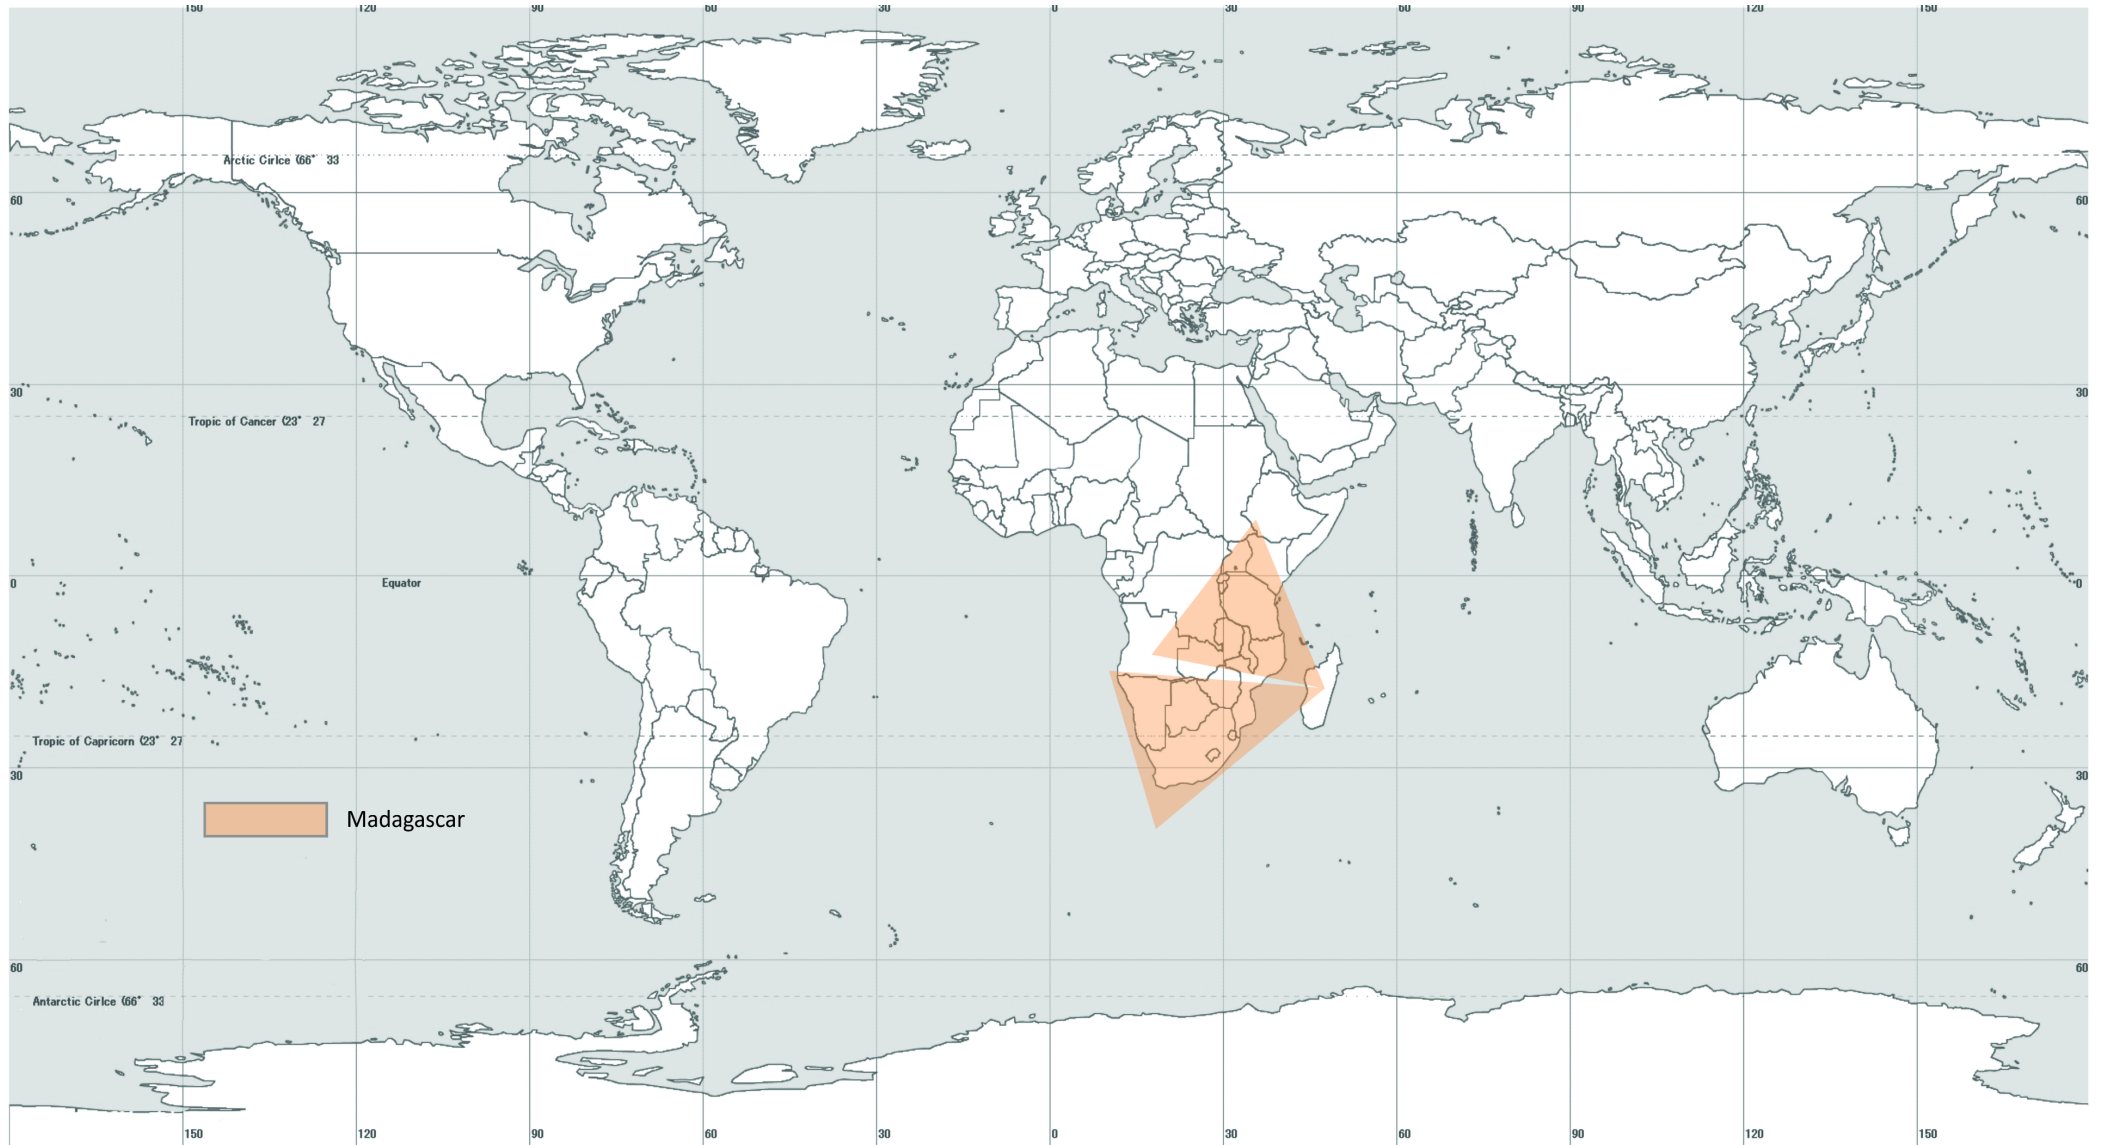 150 120 90 60 30 0 30 60 90 120 150
Arctic Cirlce (66° 33
60 60
30 30
Tropic of Cancer (23° 27
0 Equator 0
Tropic of Capricorn (23° 27
30 30
Madagascar
60 60
Antarctic Cirlce (66° 33
150 120 90 60 30 0 30 60 90 120 150